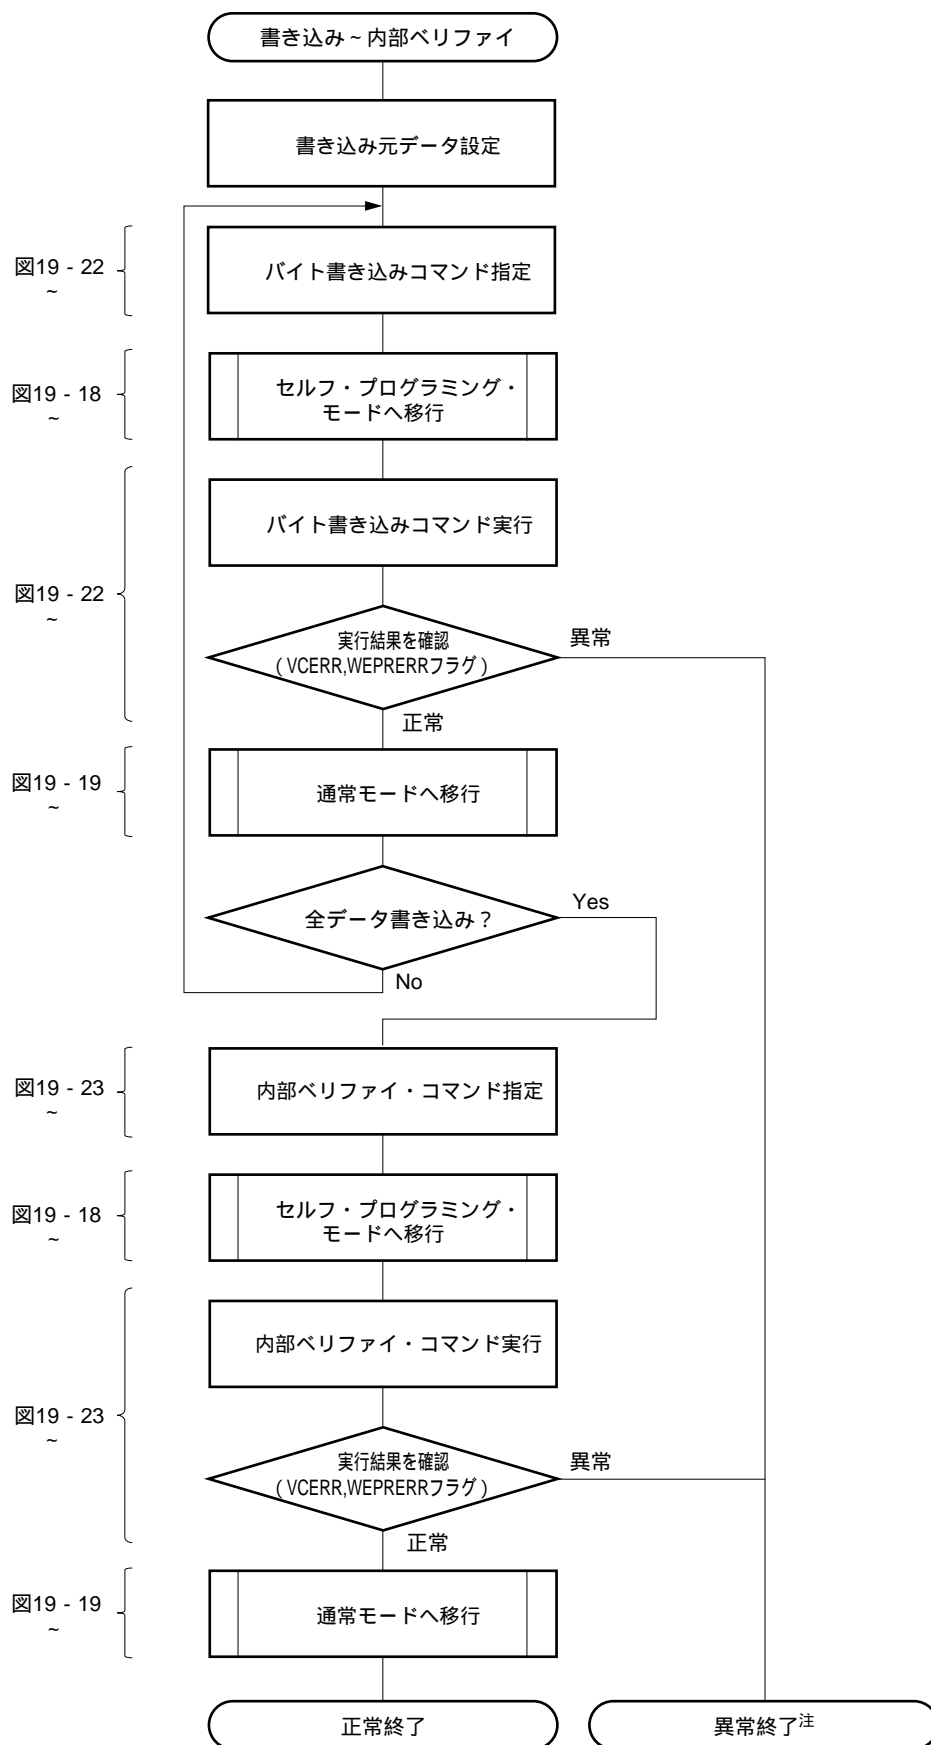 書き込み ~ 内部ベリファイ
書き込み元データ設定
図19 - 22
~
バイト書き込みコマンド指定
図19 - 18
~
セルフ・プログラミング・
モードへ移行
バイト書き込みコマンド実行
図19 - 22
~
実行結果を確認
( VCERR,WEPRERRフラグ )
異常
正常
図19 - 19
~
通常モードへ移行
全データ書き込み?
Yes
No
図19 - 23
~
内部ベリファイ・コマンド指定
図19 - 18
~
セルフ・プログラミング・
モードへ移行
内部ベリファイ・コマンド実行
図19 - 23
~
実行結果を確認
( VCERR,WEPRERRフラグ )
異常
正常
図19 - 19
~
通常モードへ移行
正常終了
異常終了注